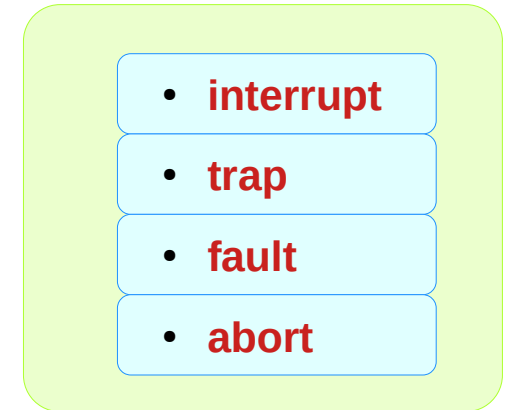 • interrupt
• trap
• fault
• abort